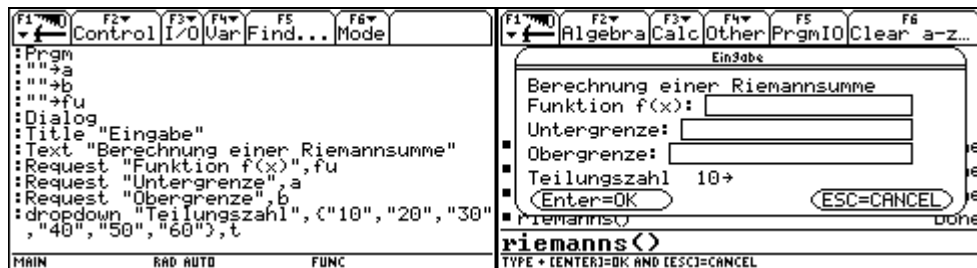 F1 F2 F3 F4 F5 F6
Control I/O Var Find... Mode
:Prgm
:""→a
:""→b
:""→fu
:Dialog
:Title "Eingabe"
:Text "Berechnung einer Riemannsumme"
:Request "Funktion f(x)",fu
:Request "Untergrenze",a
:Request "Obergrenze",b
:dropdown "Teilungszahl",{"10","20","30"
,"40","50","60"},t
MAIN RAD AUTO FUNC
F1 F2 F3 F4 F5 F6
Algebra Calc Other PrgmIO Clear a-z…
Eingabe
Berechnung einer Riemannsumme
Funktion f(x):
Untergrenze:
Obergrenze:
Teilungszahl 10→
Enter=OK ESC=CANCEL
riemanns() Done
riemanns()
TYPE + [ENTER]=OK AND [ESC]=CANCEL